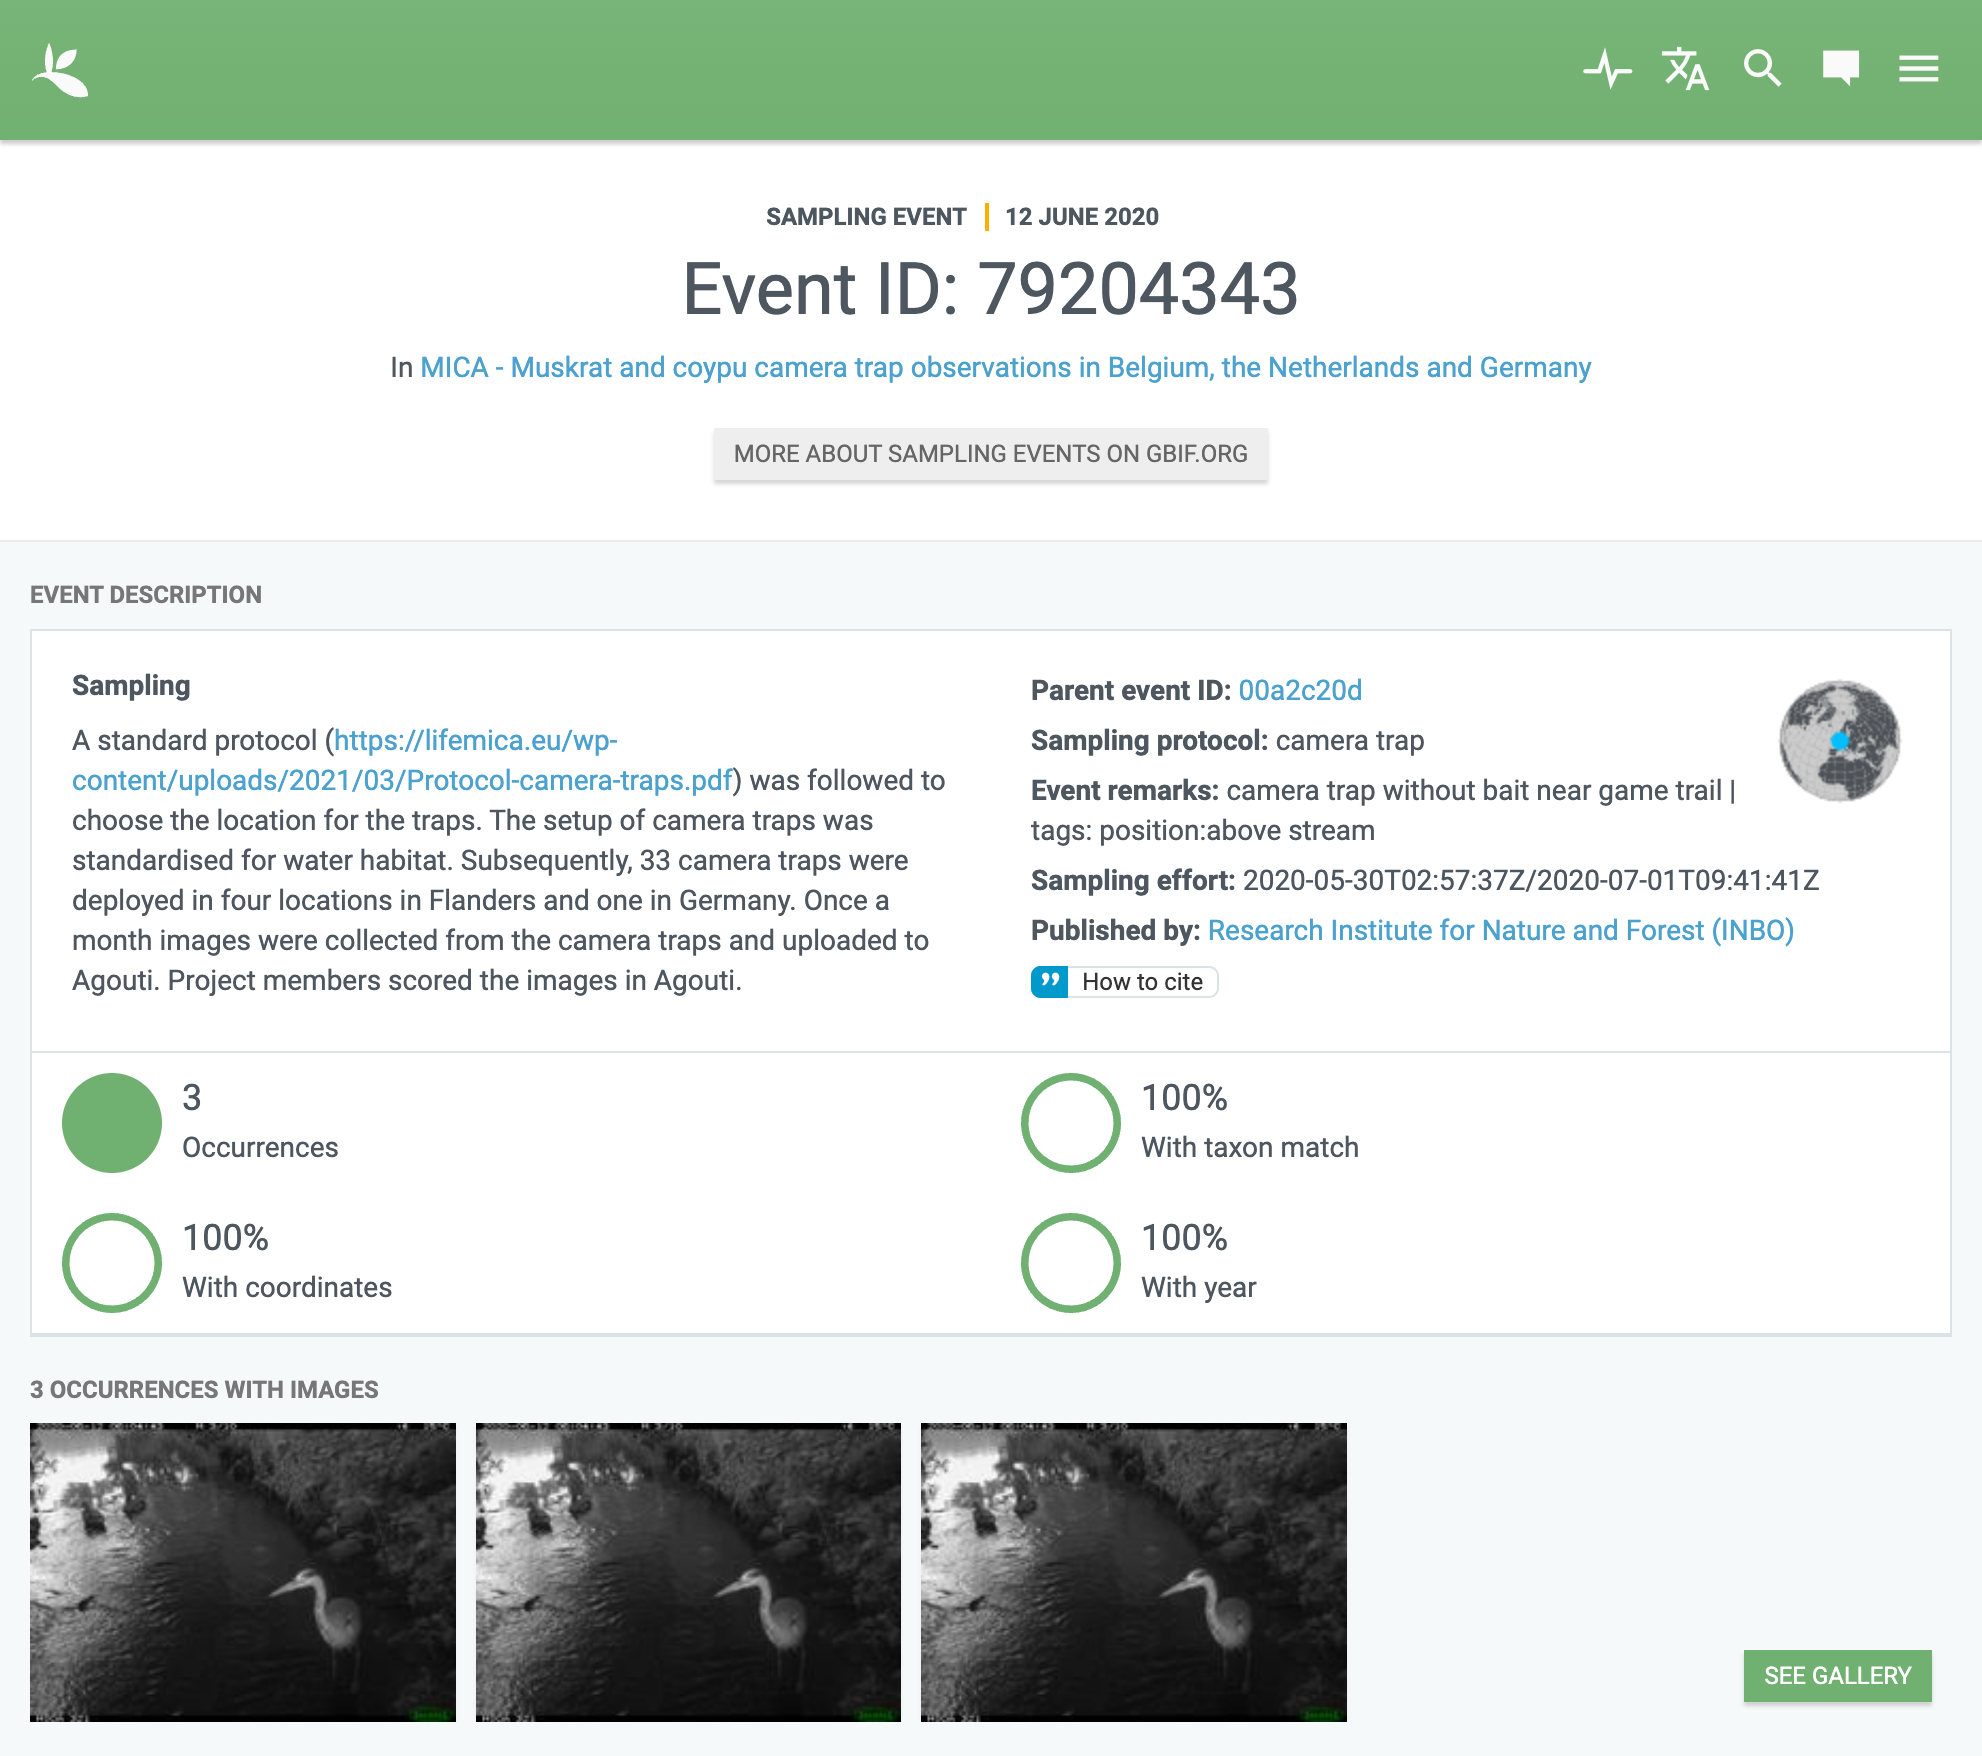 SAMPLING EVENT | 12 JUNE 2020
Event ID: 79204343
In MICA - Muskrat and coypu camera trap observations in Belgium, the Netherlands and Germany
MORE ABOUT SAMPLING EVENTS ON GBIF.ORG
EVENT DESCRIPTION
Sampling
A standard protocol (https://lifemica.eu/wp-
content/uploads/2021/03/Protocol-camera-traps.pdf) was followed to
choose the location for the traps. The setup of camera traps was
standardised for water habitat. Subsequently, 33 camera traps were
deployed in four locations in Flanders and one in Germany. Once a
month images were collected from the camera traps and uploaded to
Agouti. Project members scored the images in Agouti.
Parent event ID: 00a2c20d
Sampling protocol: camera trap
Event remarks: camera trap without bait near game trail |
tags: position:above stream
Sampling effort: 2020-05-30T02:57:37Z/2020-07-01T09:41:41Z
Published by: Research Institute for Nature and Forest (INBO)
How to cite
3
Occurrences
100%
With taxon match
100%
With coordinates
100%
With year
3 OCCURRENCES WITH IMAGES
SEE GALLERY